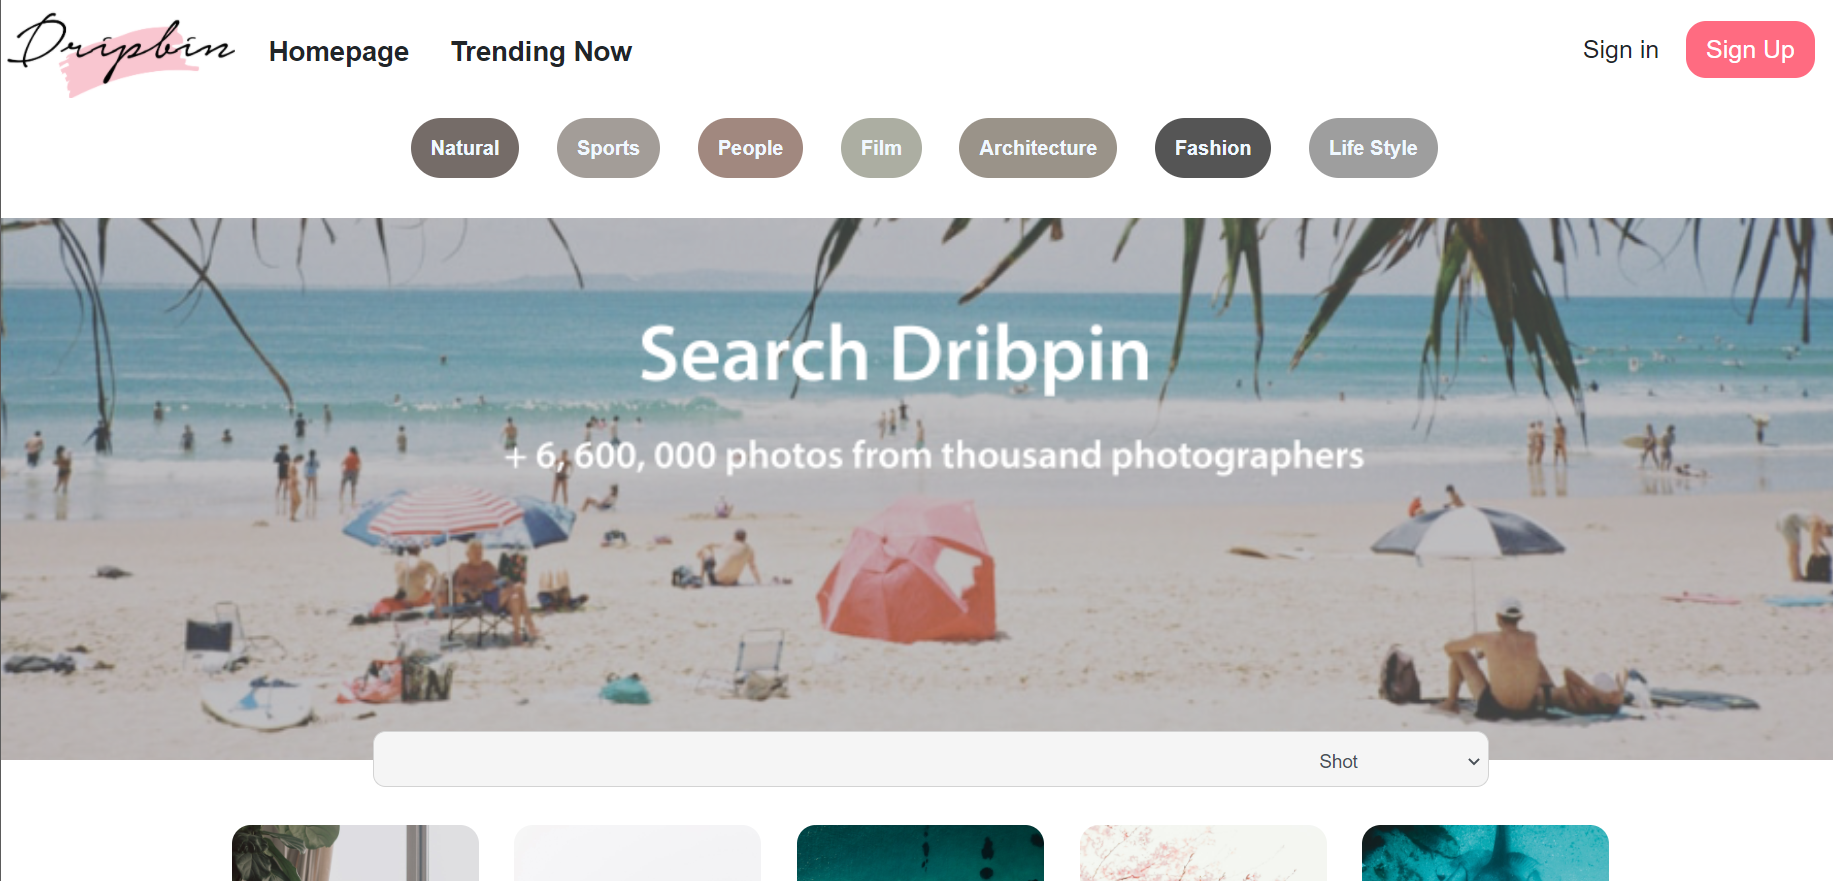 Dripbin
Homepage
Trending Now
Sign in
Sign Up
Natural
Sports
People
Film
Architecture
Fashion
Life Style
Search Dribpin
+ 6, 600, 000 photos from thousand photographers
Shot